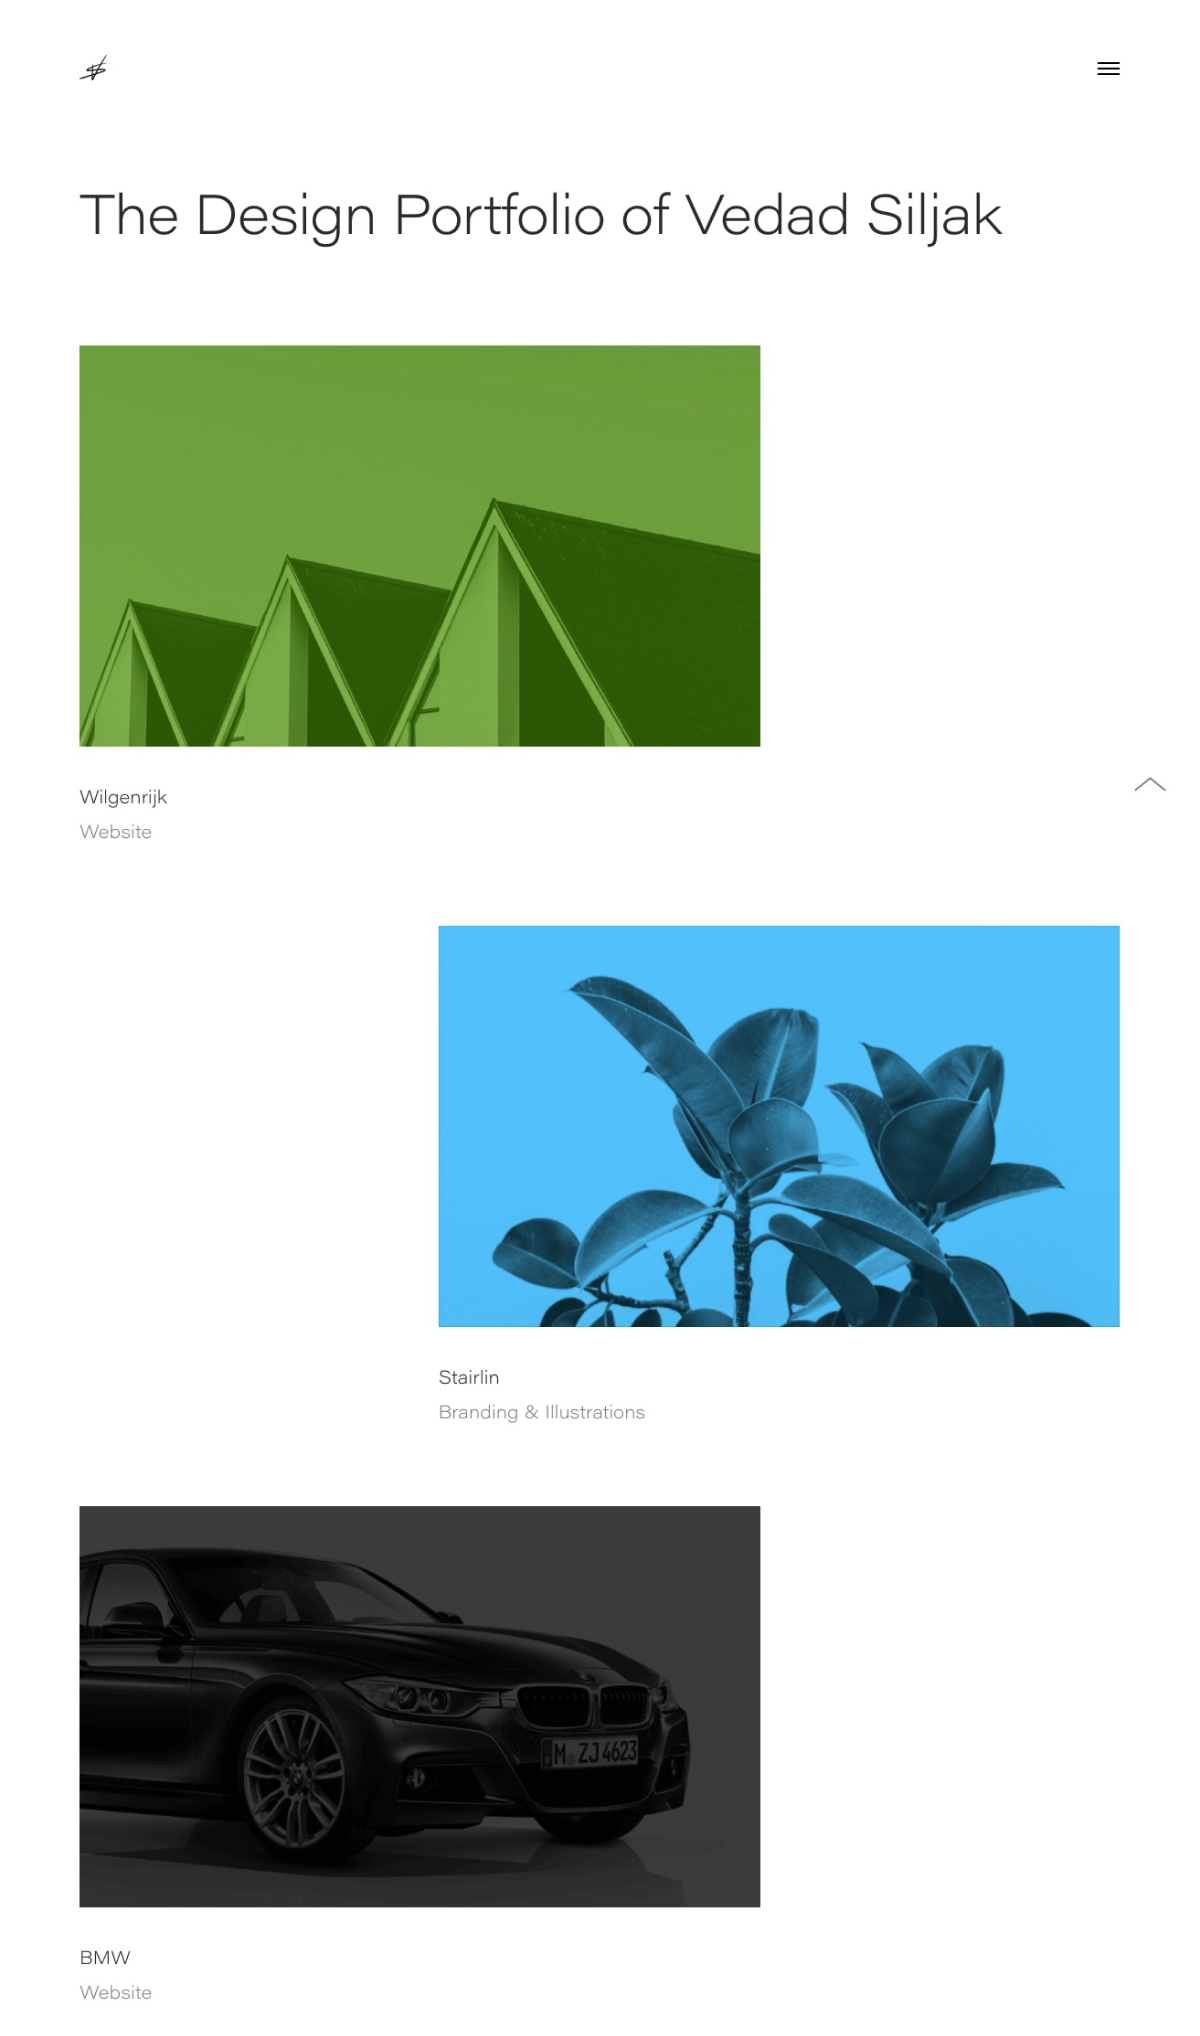 The Design Portfolio of Vedad Siljak
Wilgenrijk
Website
Stairlin
Branding & Illustrations
M ZJ 4623
BMW
Website